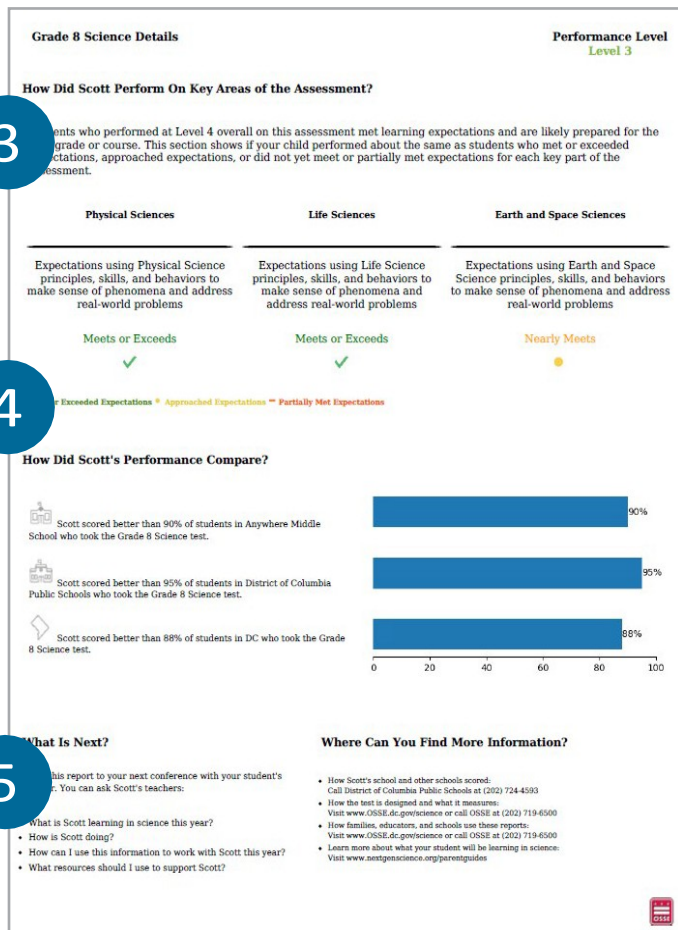 Grade 8 Science Details
Performance Level
Level 3
How Did Scott Perform On Key Areas of the Assessment?
3
who performed at Level 4 overall on this assessment met learning expectations and are likely prepared for the
grade or course. This section shows if your child performed about the same as students who met or exceeded
approached expectations, or did not yet meet or partially met expectations for each key part of the
Physical Sciences
Life Sciences
Earth and Space Sciences
Expectations using Physical Science
principles, skills, and behaviors to
make sense of phenomena and address
real-world problems
Expectations using Life Science
principles, skills, and behaviors to
make sense of phenomena and
address real-world problems
Expectations using Earth and Space
Science principles, skills, and behaviors
to make sense of phenomena and address
real-world problems
Meets or Exceeds
Meets or Exceeds
Nearly Meets
4
Exceeded Expectations * Approached Expectations — Partially Met Expectations
How Did Scott's Performance Compare?
Scott scored better than 90% of students in Anywhere Middle
School who took the Grade 8 Science test.
90%
Scott scored better than 95% of students in District of Columbia
Public Schools who took the Grade 8 Science test.
95%
Scott scored better than 88% of students in DC who took the Grade
8 Science test.
88%
0 20 40 60 80 100
What Is Next?
5
this report to your next conference with your student's
You can ask Scott's teachers:
What is Scott learning in science this year?
• How is Scott doing?
• How can I use this information to work with Scott this year?
• What resources should I use to support Scott?
Where Can You Find More Information?
• How Scott's school and other schools scored:
Call District of Columbia Public Schools at (202) 724-4593
• How the test is designed and what it measures:
Visit www.OSSE.dc.gov/science or call OSSE at (202) 719-6500
• How families, educators, and schools use these reports:
Visit www.OSSE.dc.gov/science or call OSSE at (202) 719-6500
• Learn more about what your student will be learning in science:
Visit www.nextgenscience.org/parentguides
OSSE